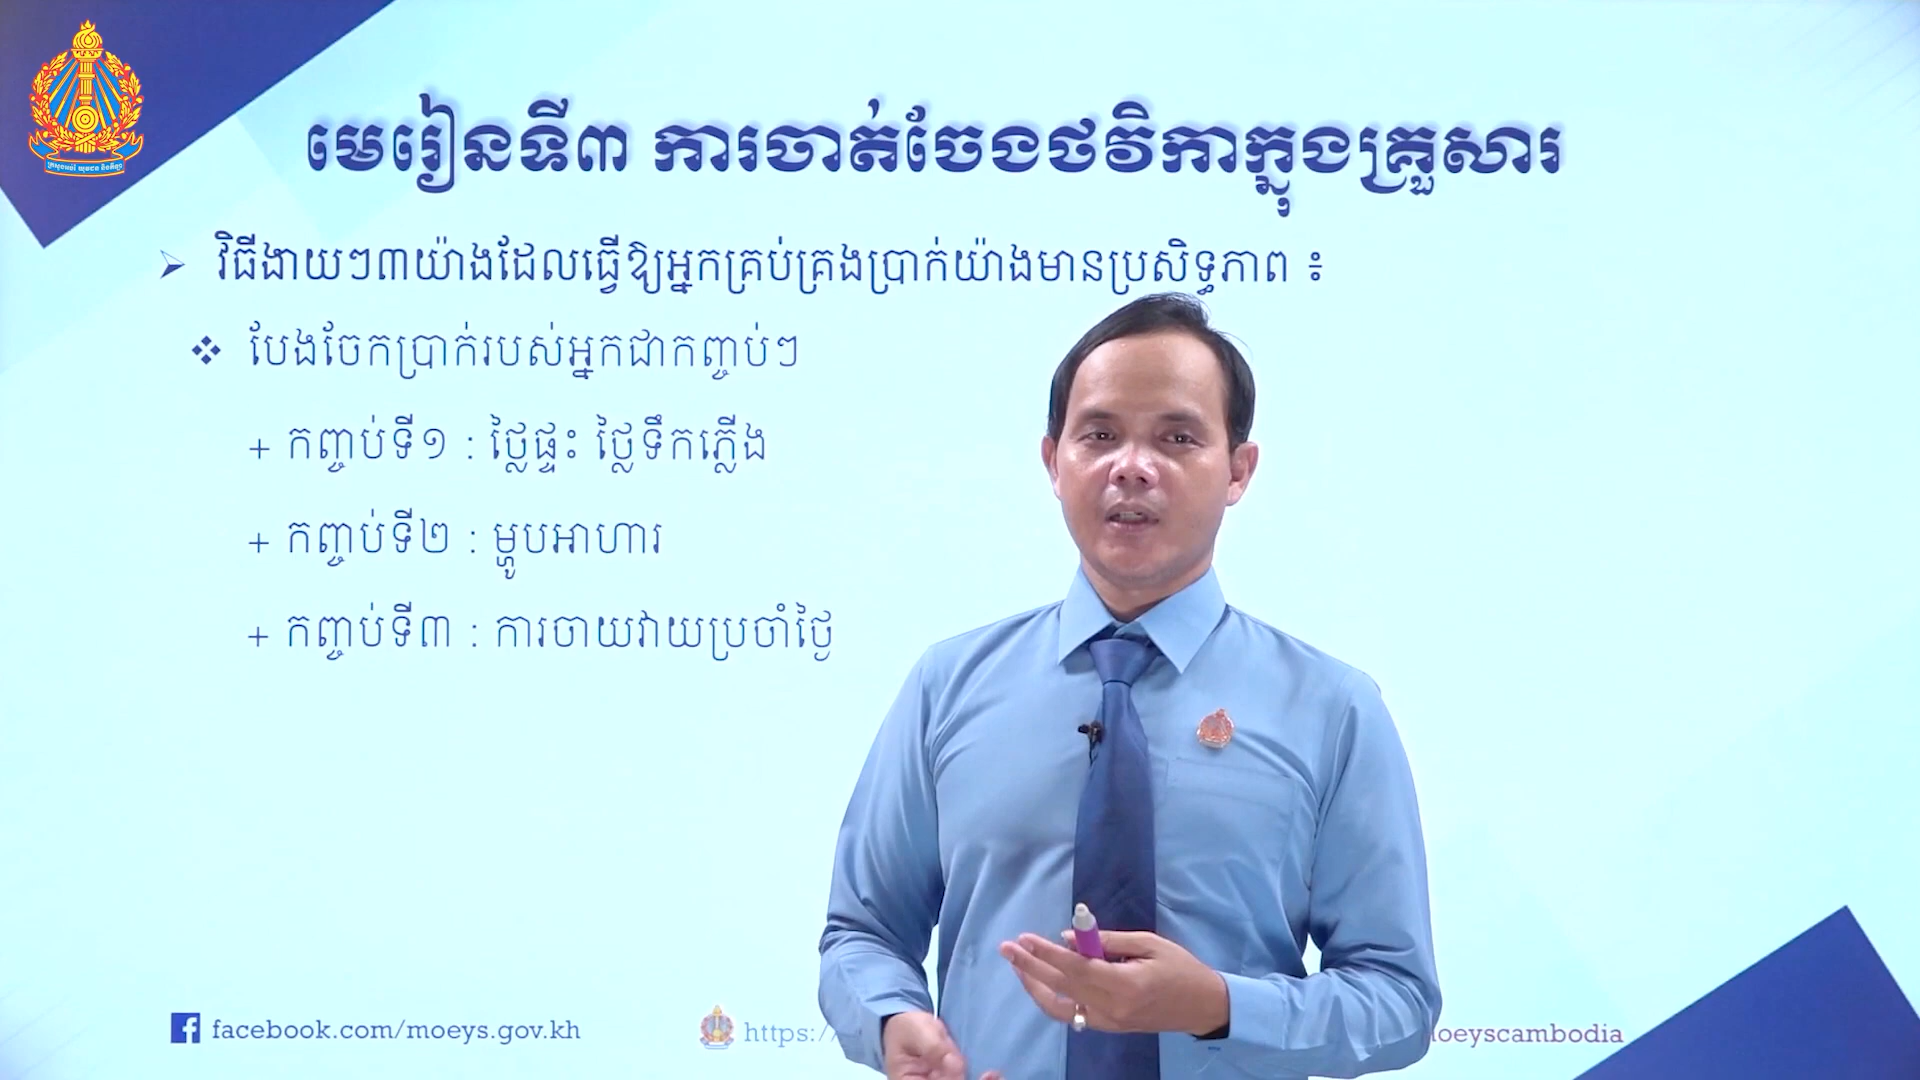 មេរៀនទី៣ ការចាត់ចែងថវិកាក្នុងគ្រួសារ
➢ វិធីងាយៗ៣យ៉ាងដែលធ្វើឱ្យអ្នកគ្រប់គ្រងប្រាក់យ៉ាងមានប្រសិទ្ធភាព ៖
❖ បែងចែកប្រាក់របស់អ្នកជាកញ្ចប់ៗ
+ កញ្ចប់ទី១ : ថ្លៃផ្ទះ ថ្លៃទឹកភ្លើង
+ កញ្ចប់ទី២ : ម្ហូបអាហារ
+ កញ្ចប់ទី៣ : ការចាយវាយប្រចាំថ្ងៃ
facebook.com/moeys.gov.kh
https:/
oeyscambodia